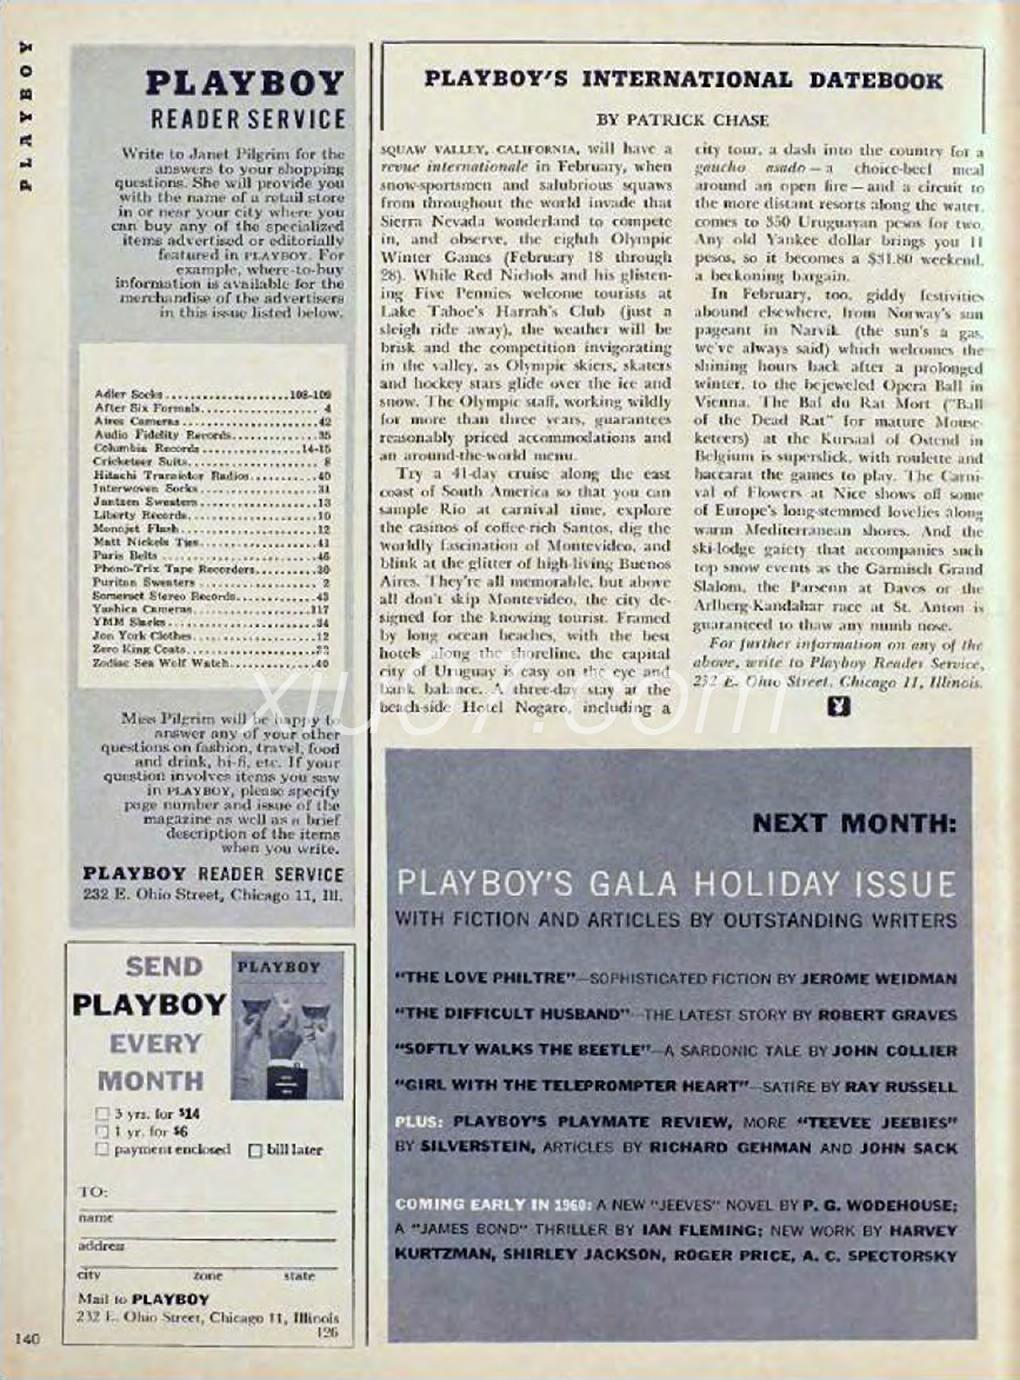 PLAYBOY
PLAYBOY
READER SERVICE
Write to Janet Pilgrim for the
answers to your shopping
questions. She will provide you
with the name of a retail store
in or near your city where you
can buy any of the specialized
items advertised or editorially
featured in PLAYBOY. For
example, where-to-buy
information is available for the
merchandise of the advertisers
in this issue listed below.
Adler Socks....................108-109
After Six Formals....................4
Aires Cameras....................42
Audio Fidelity Records..............35
Columbia Records................14-15
Cricketeer Suits....................8
Hitachi Transistor Radios...........40
Interwoven Socks....................31
Jantzen Sweaters....................13
Liberty Records....................10
Monojet Flash....................12
Matt Nickels Ties....................41
Paris Belts....................46
Phono-Trix Tape Recorders..........30
Puritan Sweaters....................2
Somerset Stereo Records.............43
Yashica Cameras....................117
YMM Slacks....................34
Jon York Clothes....................12
Zero King Coats....................
Zodiac Sea Wolf Watch..............40
Miss Pilgrim will be happy to
answer any of your other
questions on fashion, travel, food
and drink, hi-fi, etc. If your
question involves items you saw
in PLAYBOY, please specify
page number and issue of the
magazine as well as a brief
description of the items
when you write.
PLAYBOY READER SERVICE
232 E. Ohio Street, Chicago 11, Ill.
SEND
PLAYBOY
EVERY
MONTH
PLAYBOY
3 yrs. for $14
1 yr. for $6
payment enclosed bill later
TO:
name
address
city zone state
Mail to PLAYBOY
232 E. Ohio Street, Chicago 11, Illinois
126
140
PLAYBOY'S INTERNATIONAL DATEBOOK
BY PATRICK CHASE
SQUAW VALLEY, CALIFORNIA, will have a
revue internationale in February, when
snow-sportsmen and salubrious squaws
from throughout the world invade that
Sierra Nevada wonderland to compete
in, and observe, the eighth Olympic
Winter Games (February 18 through
28). While Red Nichols and his glisten-
ing Five Pennies welcome tourists at
Lake Tahoe's Harrah's Club (just a
sleigh ride away), the weather will be
brisk and the competition invigorating
in the valley, as Olympic skiers, skaters
and hockey stars glide over the ice and
snow. The Olympic staff, working wildly
for more than three years, guarantees
reasonably priced accommodations and
an around-the-world menu.
Try a 41-day cruise along the east
coast of South America so that you can
sample Rio at carnival time, explore
the casinos of coffee-rich Santos, dig the
worldly fascination of Montevideo, and
blink at the glitter of high-living Buenos
Aires. They're all memorable, but above
all don't skip Montevideo, the city de-
signed for the knowing tourist. Framed
by long ocean beaches, with the best
hotels along the shoreline, the capital
city of Uruguay is easy on the eye and
bank balance. A three-day stay at the
beach-side Hotel Nogaro, including a
city tour, a dash into the country for a
gaucho asado — a choice-beef meal
around an open fire — and a circuit to
the more distant resorts along the water,
comes to 350 Uruguayan pesos for two.
Any old Yankee dollar brings you 11
pesos, so it becomes a $31.80 weekend,
a beckoning bargain.
In February, too, giddy festivities
abound elsewhere, from Norway's sun
pageant in Narvik (the sun's a gas,
we've always said) which welcomes the
shining hours back after a prolonged
winter, to the bejeweled Opera Ball in
Vienna. The Bal du Rat Mort ("Ball
of the Dead Rat" for mature Mouse-
keteers) at the Kursaal of Ostend in
Belgium is superslick, with roulette and
baccarat the games to play. The Carni-
val of Flowers at Nice shows off some
of Europe's long-stemmed lovelies along
warm Mediterranean shores. And the
ski-lodge gaiety that accompanies such
top snow events as the Garmisch Grand
Slalom, the Parsenn at Davos or the
Arlberg-Kandahar race at St. Anton is
guaranteed to thaw any numb nose.
For further information on any of the
above, write to Playboy Reader Service,
232 E. Ohio Street, Chicago 11, Illinois.
xiu67.com
NEXT MONTH:
PLAYBOY'S GALA HOLIDAY ISSUE
WITH FICTION AND ARTICLES BY OUTSTANDING WRITERS
"THE LOVE PHILTRE"—SOPHISTICATED FICTION BY JEROME WEIDMAN
"THE DIFFICULT HUSBAND"—THE LATEST STORY BY ROBERT GRAVES
"SOFTLY WALKS THE BEETLE"—A SARDONIC TALE BY JOHN COLLIER
"GIRL WITH THE TELEPROMPTER HEART"—SATIRE BY RAY RUSSELL
PLUS: PLAYBOY'S PLAYMATE REVIEW, MORE "TEEVEE JEEBIES"
BY SILVERSTEIN, ARTICLES BY RICHARD GEHMAN AND JOHN SACK
COMING EARLY IN 1960: A NEW "JEEVES" NOVEL BY P. G. WODEHOUSE;
A "JAMES BOND" THRILLER BY IAN FLEMING; NEW WORK BY HARVEY
KURTZMAN, SHIRLEY JACKSON, ROGER PRICE, A. C. SPECTORSKY